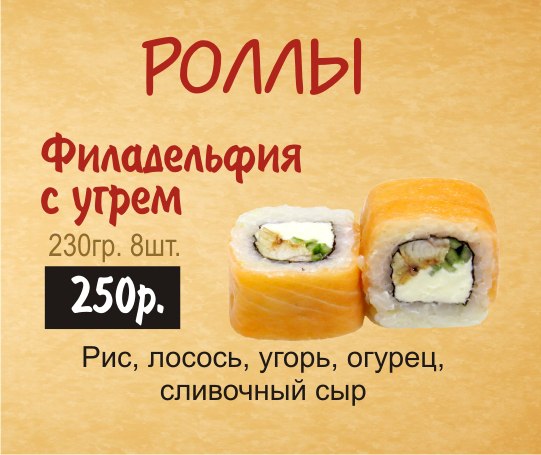 РОЛЛЫ
Филадельфия
с угрем
230гр. 8шт.
250р.
Рис, лосось, угорь, огурец,
сливочный сыр